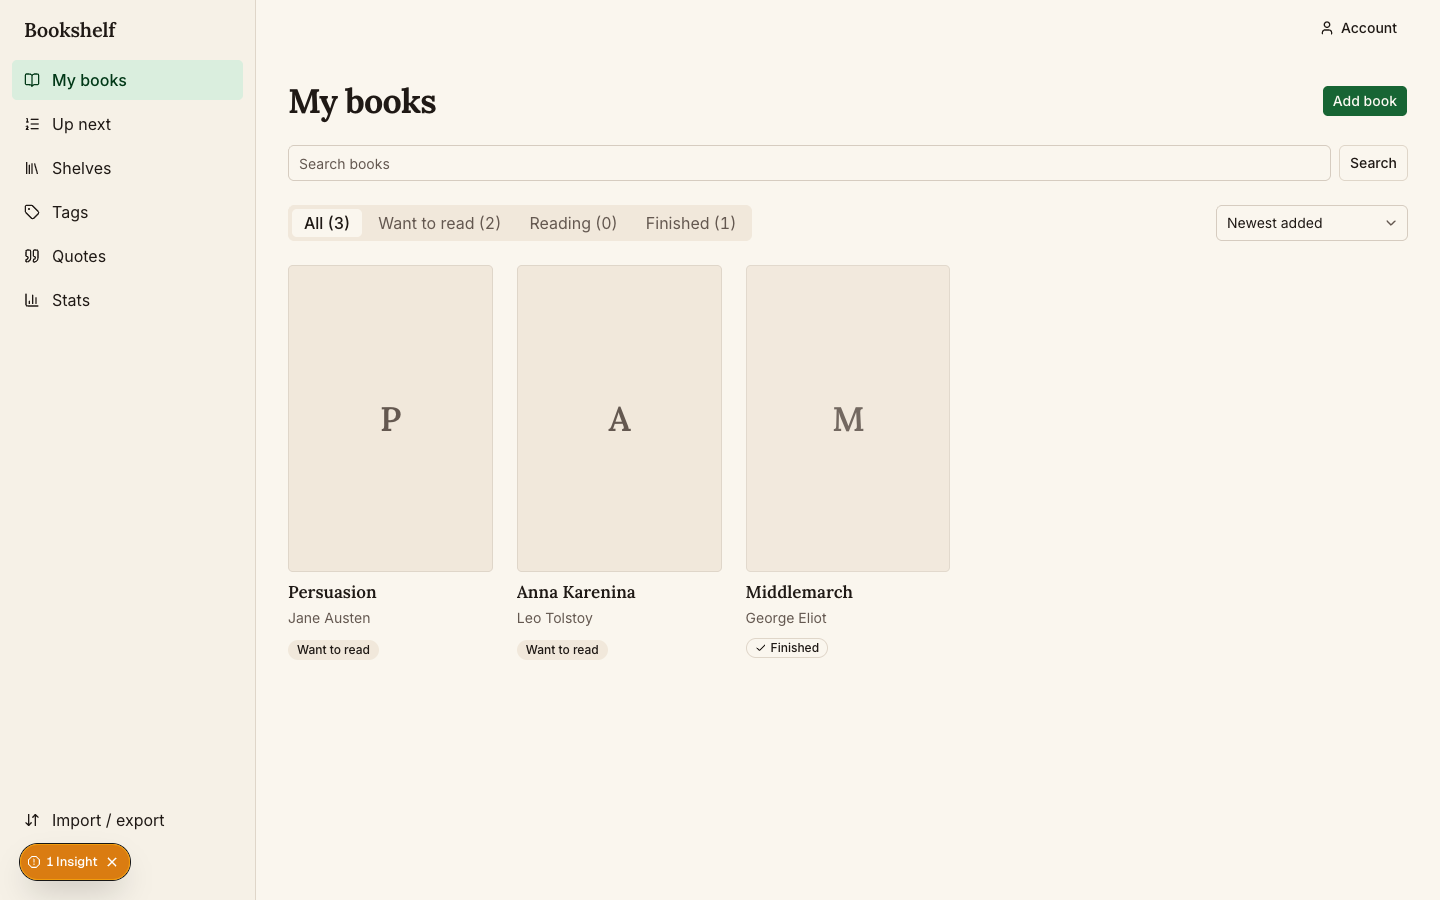 Bookshelf
My books
Up next
Shelves
Tags
Quotes
Stats
Import / export
1 Insight
Account
My books
Add book
Search books
Search
All (3)
Want to read (2)
Reading (0)
Finished (1)
Newest added
P
A
M
Persuasion
Jane Austen
Want to read
Anna Karenina
Leo Tolstoy
Want to read
Middlemarch
George Eliot
Finished